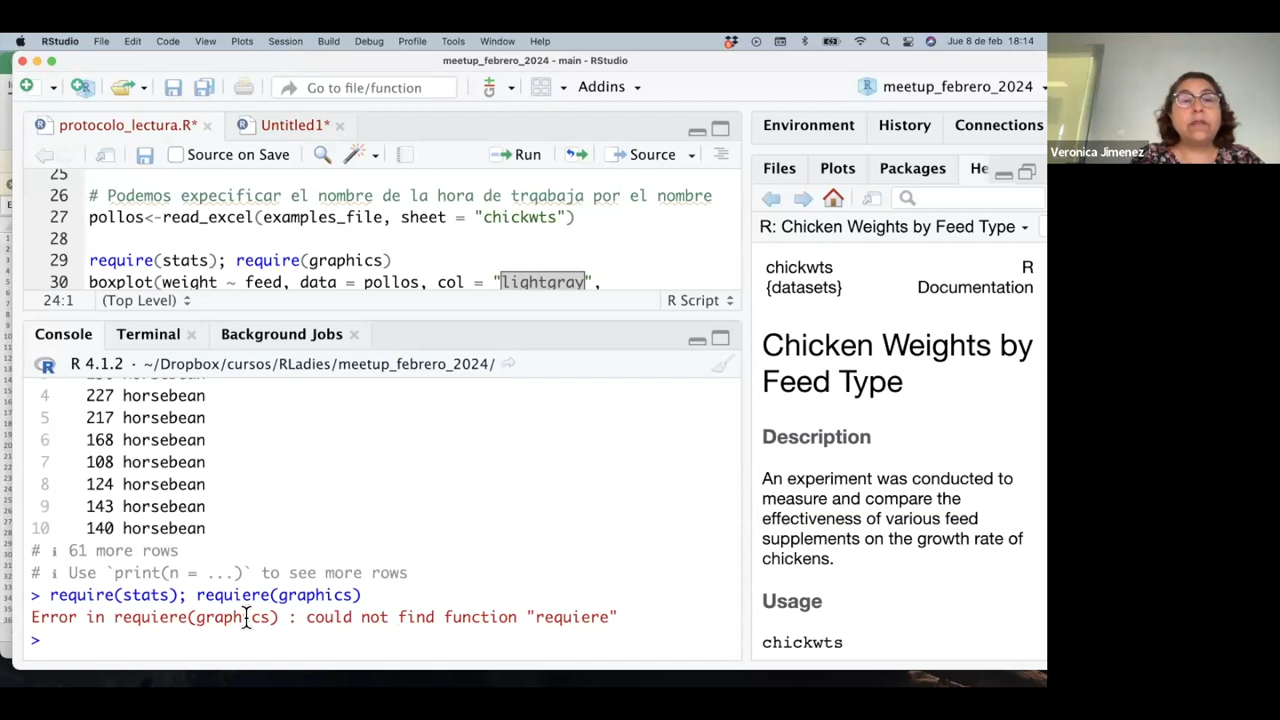 RStudio File Edit Code View Plots Session Build Debug Profile Tools Window Help
Jue 8 de feb 18:14
meetup_febrero_2024 - main - RStudio
Go to file/function
Addins
meetup_febrero_2024
protocolo_lectura.R*
Untitled1*
Source on Save
Run
Source
25
26 # Podemos expecificar el nombre de la hora de trqabaja por el nombre
27 pollos<-read_excel(examples_file, sheet = "chickwts")
28
29 require(stats); require(graphics)
30 boxplot(weight ~ feed, data = pollos, col = "lightgray",
24:1 (Top Level) R Script
Console Terminal Background Jobs
R 4.1.2 · ~/Dropbox/cursos/RLadies/meetup_febrero_2024/
4 227 horsebean
5 217 horsebean
6 168 horsebean
7 108 horsebean
8 124 horsebean
9 143 horsebean
10 140 horsebean
# ℹ 61 more rows
# ℹ Use `print(n = ...)` to see more rows
> require(stats); requiere(graphics)
Error in requiere(graphics) : could not find function "requiere"
>
Environment History Connections
Files Plots Packages He
R: Chicken Weights by Feed Type
chickwts R
{datasets} Documentation
Chicken Weights by
Feed Type
Description
An experiment was conducted to
measure and compare the
effectiveness of various feed
supplements on the growth rate of
chickens.
Usage
chickwts
Veronica Jimenez